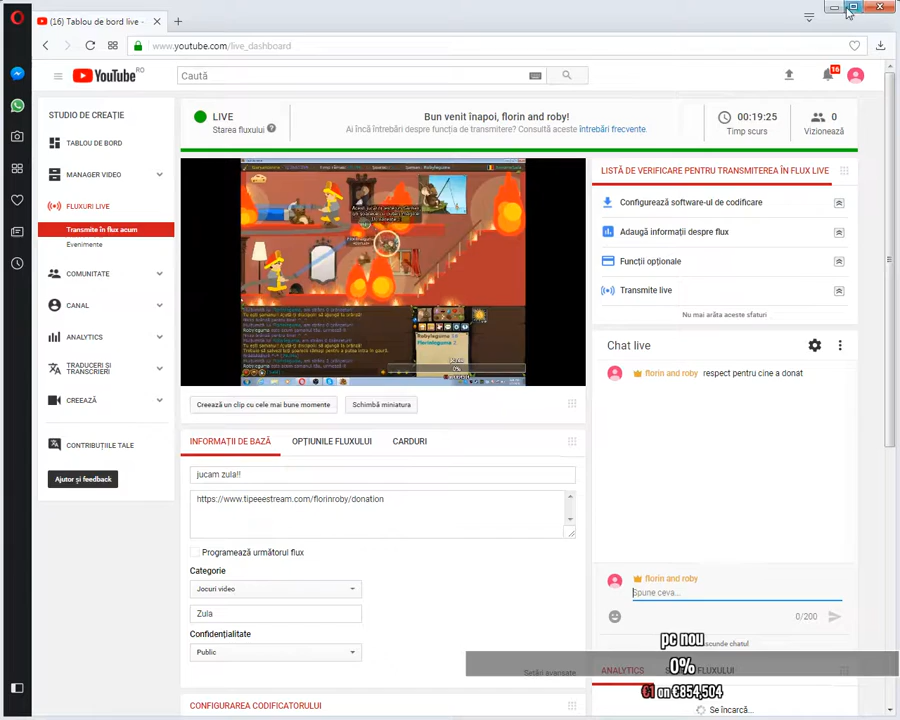 (16) Tablou de bord live -
www.youtube.com/live_dashboard
YouTube RO
Caută
16
STUDIO DE CREAȚIE
TABLOU DE BORD
MANAGER VIDEO
FLUXURI LIVE
Transmite în flux acum
Evenimente
COMUNITATE
CANAL
ANALYTICS
TRADUCERI ȘI
TRANSCRIERI
CREEAZĂ
CONTRIBUȚIILE TALE
Ajutor și feedback
LIVE
Starea fluxului
Bun venit înapoi, florin and roby!
Ai încă întrebări despre funcția de transmitere? Consultă aceste întrebări frecvente.
00:19:25
Timp scurs
0
Vizionează
Creează un clip cu cele mai bune momente
Schimbă miniatura
INFORMAȚII DE BAZĂ
OPȚIUNILE FLUXULUI
CARDURI
jucam zula!!
https://www.tipeeestream.com/florinroby/donation
Programează următorul flux
Categorie
Jocuri video
Zula
Confidențialitate
Public
Setări avansate
CONFIGURAREA CODIFICATORULUI
LISTĂ DE VERIFICARE PENTRU TRANSMITEREA ÎN FLUX LIVE
Configurează software-ul de codificare
Adaugă informații despre flux
Funcții opționale
Transmite live
Nu mai arăta aceste sfaturi
Chat live
florin and roby respect pentru cine a donat
florin and roby
Spune ceva...
0/200
scunde chatul
pc nou
0%
€1 on €854,504
ANALYTICS
FLUXULUI
Se încarcă...